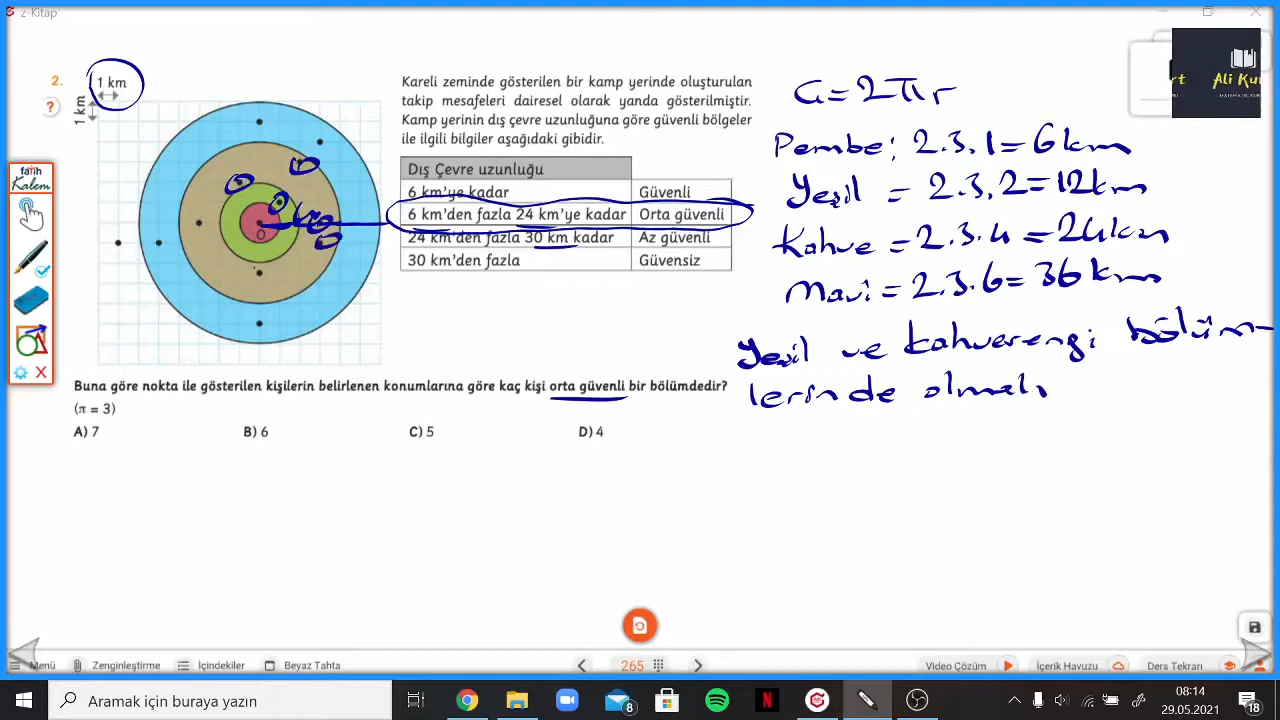 z-Kitap
2.
1 km
1 km
?
fatih
Kalem
O
Kareli zeminde gösterilen bir kamp yerinde oluşturulan
takip mesafeleri dairesel olarak yanda gösterilmiştir.
Kamp yerinin dış çevre uzunluğuna göre güvenli bölgeler
ile ilgili bilgiler aşağıdaki gibidir.
Dış Çevre uzunluğu
6 km'ye kadar Güvenli
6 km'den fazla 24 km'ye kadar Orta güvenli
24 km'den fazla 30 km kadar Az güvenli
30 km'den fazla Güvensiz
Buna göre nokta ile gösterilen kişilerin belirlenen konumlarına göre kaç kişi orta güvenli bir bölümdedir?
(π = 3)
A) 7 B) 6 C) 5 D) 4
Ç=2πr
Pembe: 2.3.1=6km
Yeşil = 2.3.2=12km
Kahve = 2.3.4=24km
Mavi = 2.3.6=36km
Yeşil ve kahverengi bölüm-
lerinde olmalı
Ali Kur
Menü Zenginleştirme İçindekiler Beyaz Tahta 265 Video Çözüm İçerik Havuzu Ders Tekrarı
Aramak için buraya yazın
8
08:14
29.05.2021
18